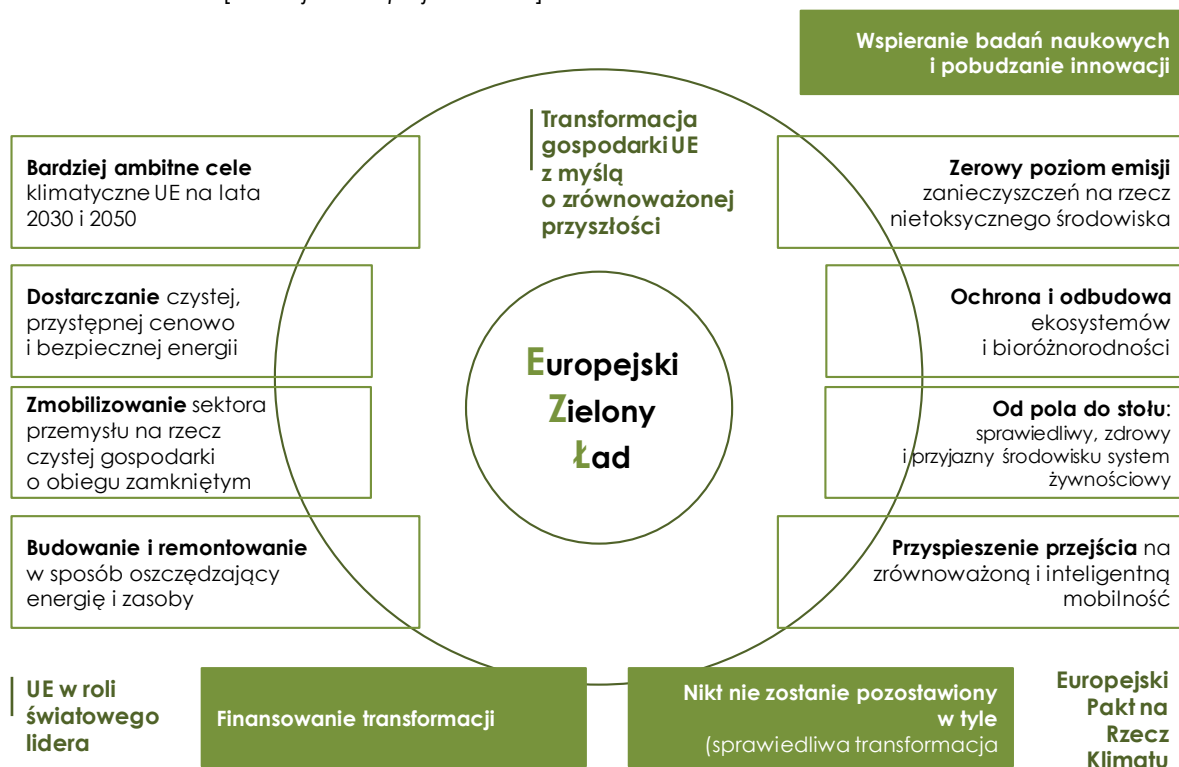 Wspieranie badań naukowych
i pobudzanie innowacji
Transformacja
gospodarki UE
z myślą
o zrównoważonej
przyszłości
Bardziej ambitne cele
klimatyczne UE na lata
2030 i 2050
Zerowy poziom emisji
zanieczyszczeń na rzecz
nietoksycznego środowiska
Dostarczanie czystej,
przystępnej cenowo
i bezpiecznej energii
Ochrona i odbudowa
ekosystemów
i bioróżnorodności
Europejski
Zielony
Ład
Zmobilizowanie sektora
przemysłu na rzecz
czystej gospodarki
o obiegu zamkniętym
Od pola do stołu:
sprawiedliwy, zdrowy
i przyjazny środowisku system
żywnościowy
Budowanie i remontowanie
w sposób oszczędzający
energię i zasoby
Przyspieszenie przejścia na
zrównoważoną i inteligentną
mobilność
UE w roli
światowego
lidera
Finansowanie transformacji
Nikt nie zostanie pozostawiony
w tyle
(sprawiedliwa transformacja
Europejski
Pakt na
Rzecz
Klimatu